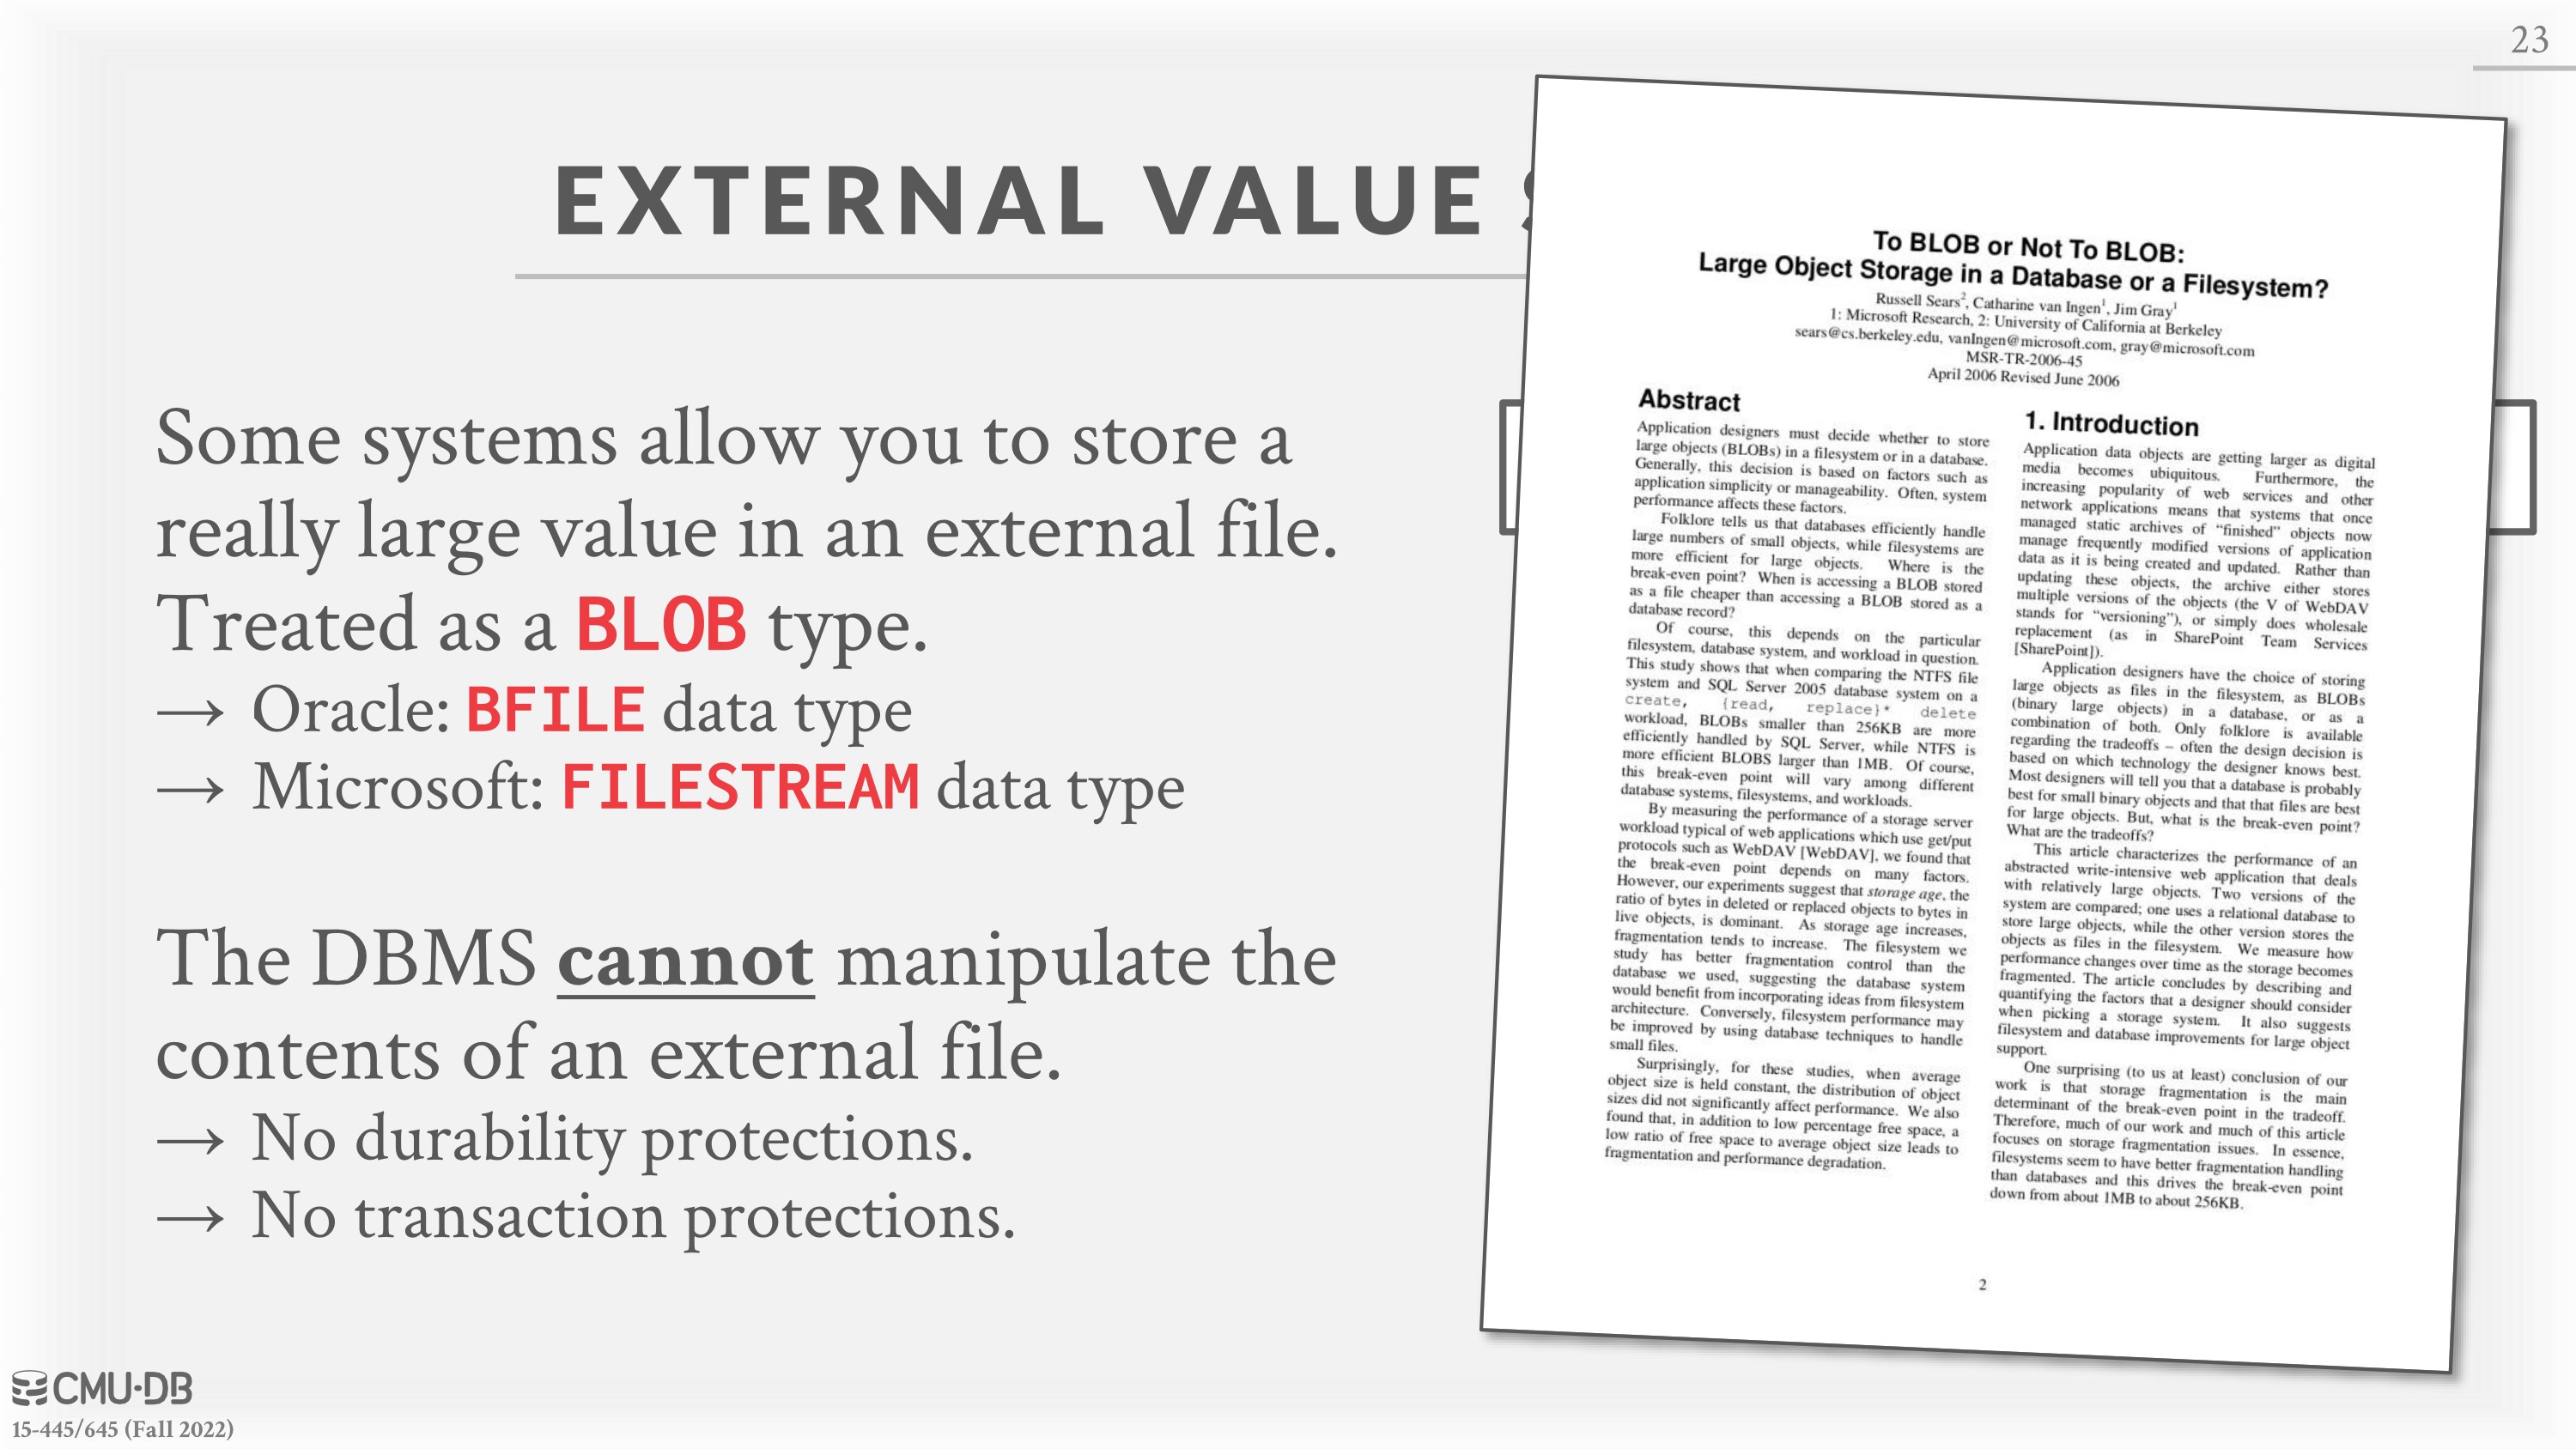 23
EXTERNAL VALUE
Some systems allow you to store a
really large value in an external file.
Treated as a BLOB type.
→ Oracle: BFILE data type
→ Microsoft: FILESTREAM data type
The DBMS cannot manipulate the
contents of an external file.
→ No durability protections.
→ No transaction protections.
To BLOB or Not To BLOB:
Large Object Storage in a Database or a Filesystem?
Russell Sears2, Catharine van Ingen1, Jim Gray1
1: Microsoft Research, 2: University of California at Berkeley
sears@cs.berkeley.edu, vanIngen@microsoft.com, gray@microsoft.com
MSR-TR-2006-45
April 2006 Revised June 2006
Abstract
Application designers must decide whether to store
large objects (BLOBs) in a filesystem or in a database.
Generally, this decision is based on factors such as
application simplicity or manageability. Often, system
performance affects these factors.
Folklore tells us that databases efficiently handle
large numbers of small objects, while filesystems are
more efficient for large objects. Where is the
break-even point? When is accessing a BLOB stored
as a file cheaper than accessing a BLOB stored as a
database record?
Of course, this depends on the particular
filesystem, database system, and workload in question.
This study shows that when comparing the NTFS file
system and SQL Server 2005 database system on a
create, {read, replace}* delete
workload, BLOBs smaller than 256KB are more
efficiently handled by SQL Server, while NTFS is
more efficient BLOBS larger than 1MB. Of course,
this break-even point will vary among different
database systems, filesystems, and workloads.
By measuring the performance of a storage server
workload typical of web applications which use get/put
protocols such as WebDAV [WebDAV], we found that
the break-even point depends on many factors.
However, our experiments suggest that storage age, the
ratio of bytes in deleted or replaced objects to bytes in
live objects, is dominant. As storage age increases,
fragmentation tends to increase. The filesystem we
study has better fragmentation control than the
database we used, suggesting the database system
would benefit from incorporating ideas from filesystem
architecture. Conversely, filesystem performance may
be improved by using database techniques to handle
small files.
Surprisingly, for these studies, when average
object size is held constant, the distribution of object
sizes did not significantly affect performance. We also
found that, in addition to low percentage free space, a
low ratio of free space to average object size leads to
fragmentation and performance degradation.
1. Introduction
Application data objects are getting larger as digital
media becomes ubiquitous. Furthermore, the
increasing popularity of web services and other
network applications means that systems that once
managed static archives of “finished” objects now
manage frequently modified versions of application
data as it is being created and updated. Rather than
updating these objects, the archive either stores
multiple versions of the objects (the V of WebDAV
stands for “versioning”), or simply does wholesale
replacement (as in SharePoint Team Services
[SharePoint]).
Application designers have the choice of storing
large objects as files in the filesystem, as BLOBs
(binary large objects) in a database, or as a
combination of both. Only folklore is available
regarding the tradeoffs – often the design decision is
based on which technology the designer knows best.
Most designers will tell you that a database is probably
best for small binary objects and that that files are best
for large objects. But, what is the break-even point?
What are the tradeoffs?
This article characterizes the performance of an
abstracted write-intensive web application that deals
with relatively large objects. Two versions of the
system are compared; one uses a relational database to
store large objects, while the other version stores the
objects as files in the filesystem. We measure how
performance changes over time as the storage becomes
fragmented. The article concludes by describing and
quantifying the factors that a designer should consider
when picking a storage system. It also suggests
filesystem and database improvements for large object
support.
One surprising (to us at least) conclusion of our
work is that storage fragmentation is the main
determinant of the break-even point in the tradeoff.
Therefore, much of our work and much of this article
focuses on storage fragmentation issues. In essence,
filesystems seem to have better fragmentation handling
than databases and this drives the break-even point
down from about 1MB to about 256KB.
2
CMU·DB
15-445/645 (Fall 2022)